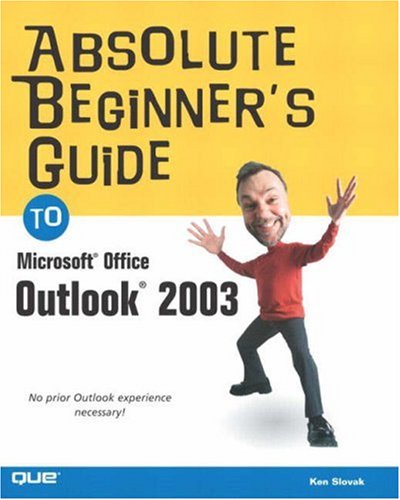 ABSOLUTE
BEGINNER'S
GUIDE
TO
Microsoft® Office
Outlook® 2003
No prior Outlook experience
necessary!
QUE®
Ken Slovak